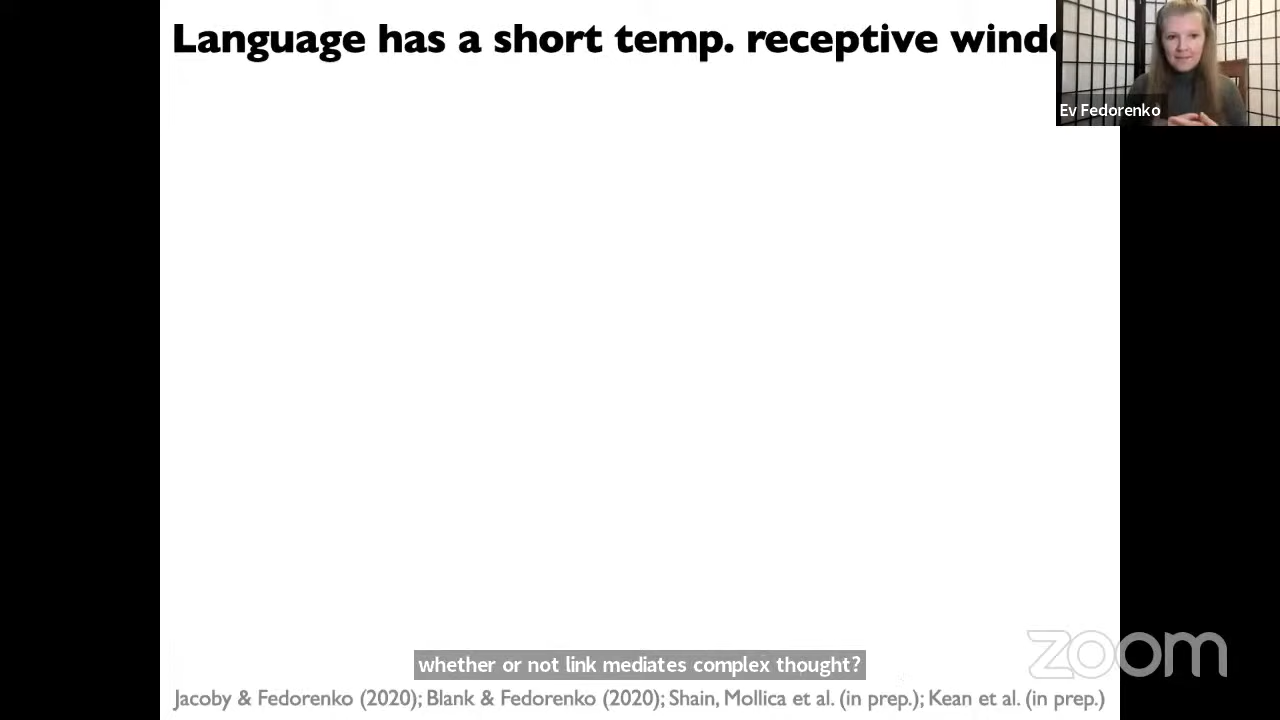 Language has a short temp. receptive windo
Ev Fedorenko
whether or not link mediates complex thought?
zoom
Jacoby & Fedorenko (2020); Blank & Fedorenko (2020); Shain, Mollica et al. (in prep.); Kean et al. (in prep.)